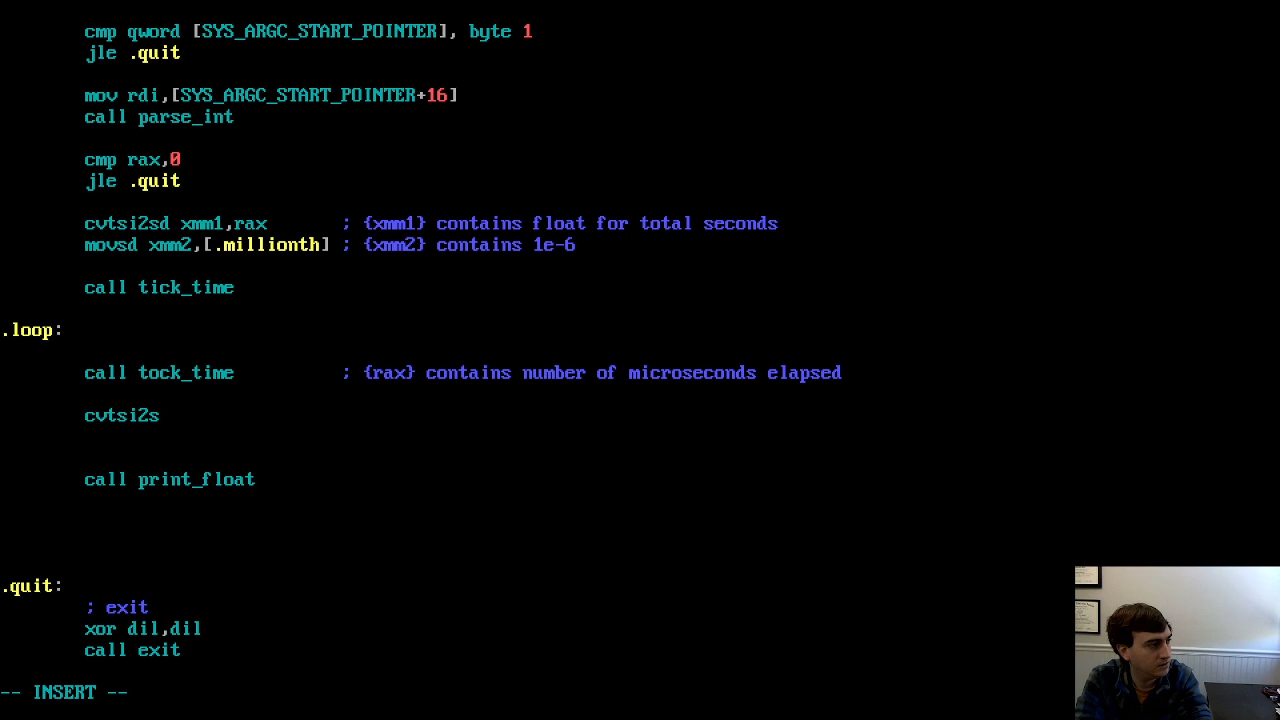 cmp qword [SYS_ARGC_START_POINTER], byte 1
jle .quit
mov rdi,[SYS_ARGC_START_POINTER+16]
call parse_int
cmp rax,0
jle .quit
cvtsi2sd xmm1,rax ; {xmm1} contains float for total seconds
movsd xmm2,[.millionth] ; {xmm2} contains 1e-6
call tick_time
.loop:
call tock_time ; {rax} contains number of microseconds elapsed
cvtsi2s
call print_float
.quit:
; exit
xor dil,dil
call exit
-- INSERT --